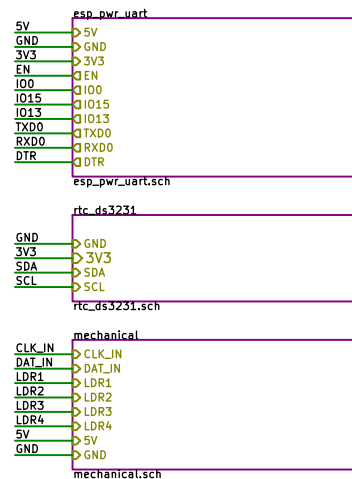 esp_pwr_uart
5V 5V
GND GND
3V3 3V3
EN EN
IO0 IO0
IO15 IO15
IO13 IO13
TXD0 TXD0
RXD0 RXD0
DTR DTR
esp_pwr_uart.sch
rtc_ds3231
GND GND
3V3 3V3
SDA SDA
SCL SCL
rtc_ds3231.sch
mechanical
CLK_IN CLK_IN
DAT_IN DAT_IN
LDR1 LDR1
LDR2 LDR2
LDR3 LDR3
LDR4 LDR4
5V 5V
GND GND
mechanical.sch